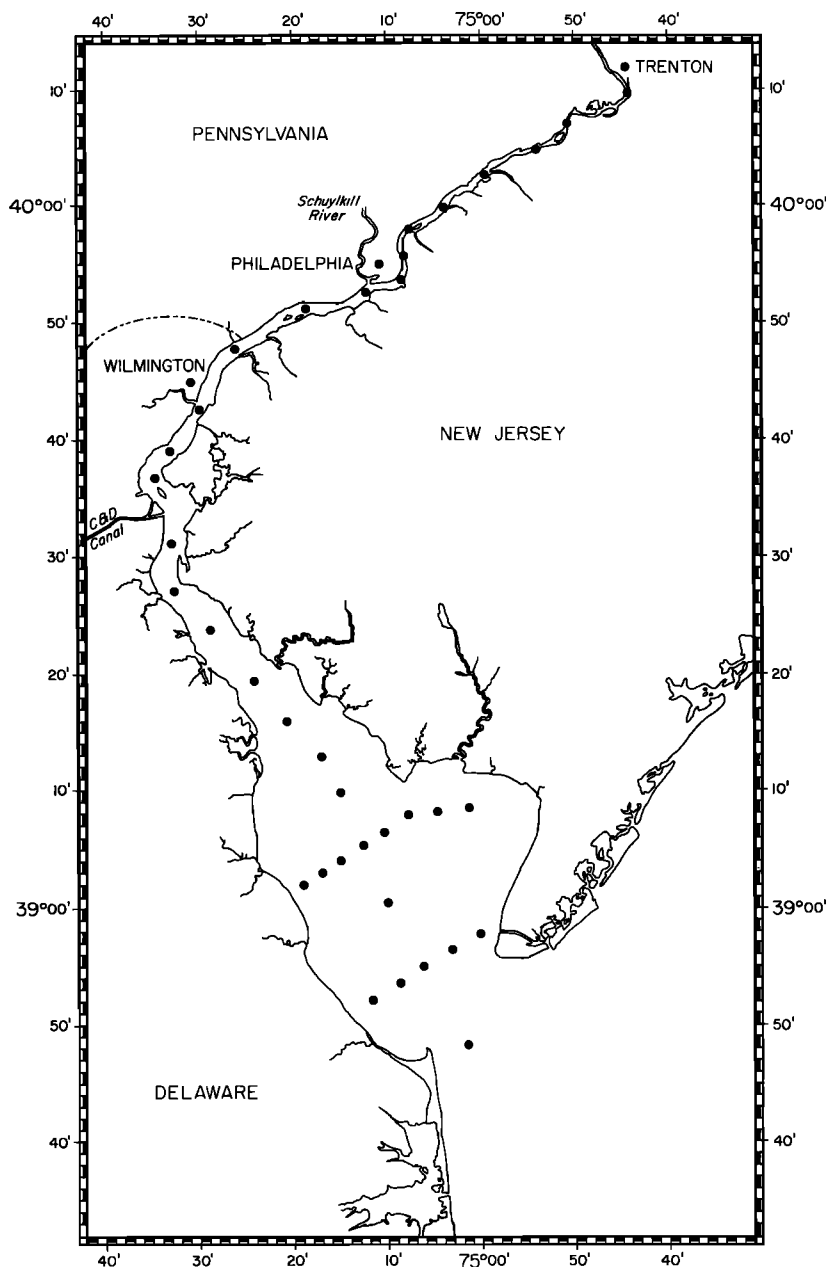 40' 30' 20' 10' 75°00' 50' 40'
TRENTON
10' 10'
PENNSYLVANIA
Schuylkill
River
40°00' 40°00'
PHILADELPHIA
50' 50'
WILMINGTON
40' 40'
NEW JERSEY
C&D
Canal
30' 30'
20' 20'
10' 10'
39°00' 39°00'
50' 50'
DELAWARE
40' 40'
40' 30' 20' 10' 75°00' 50' 40'